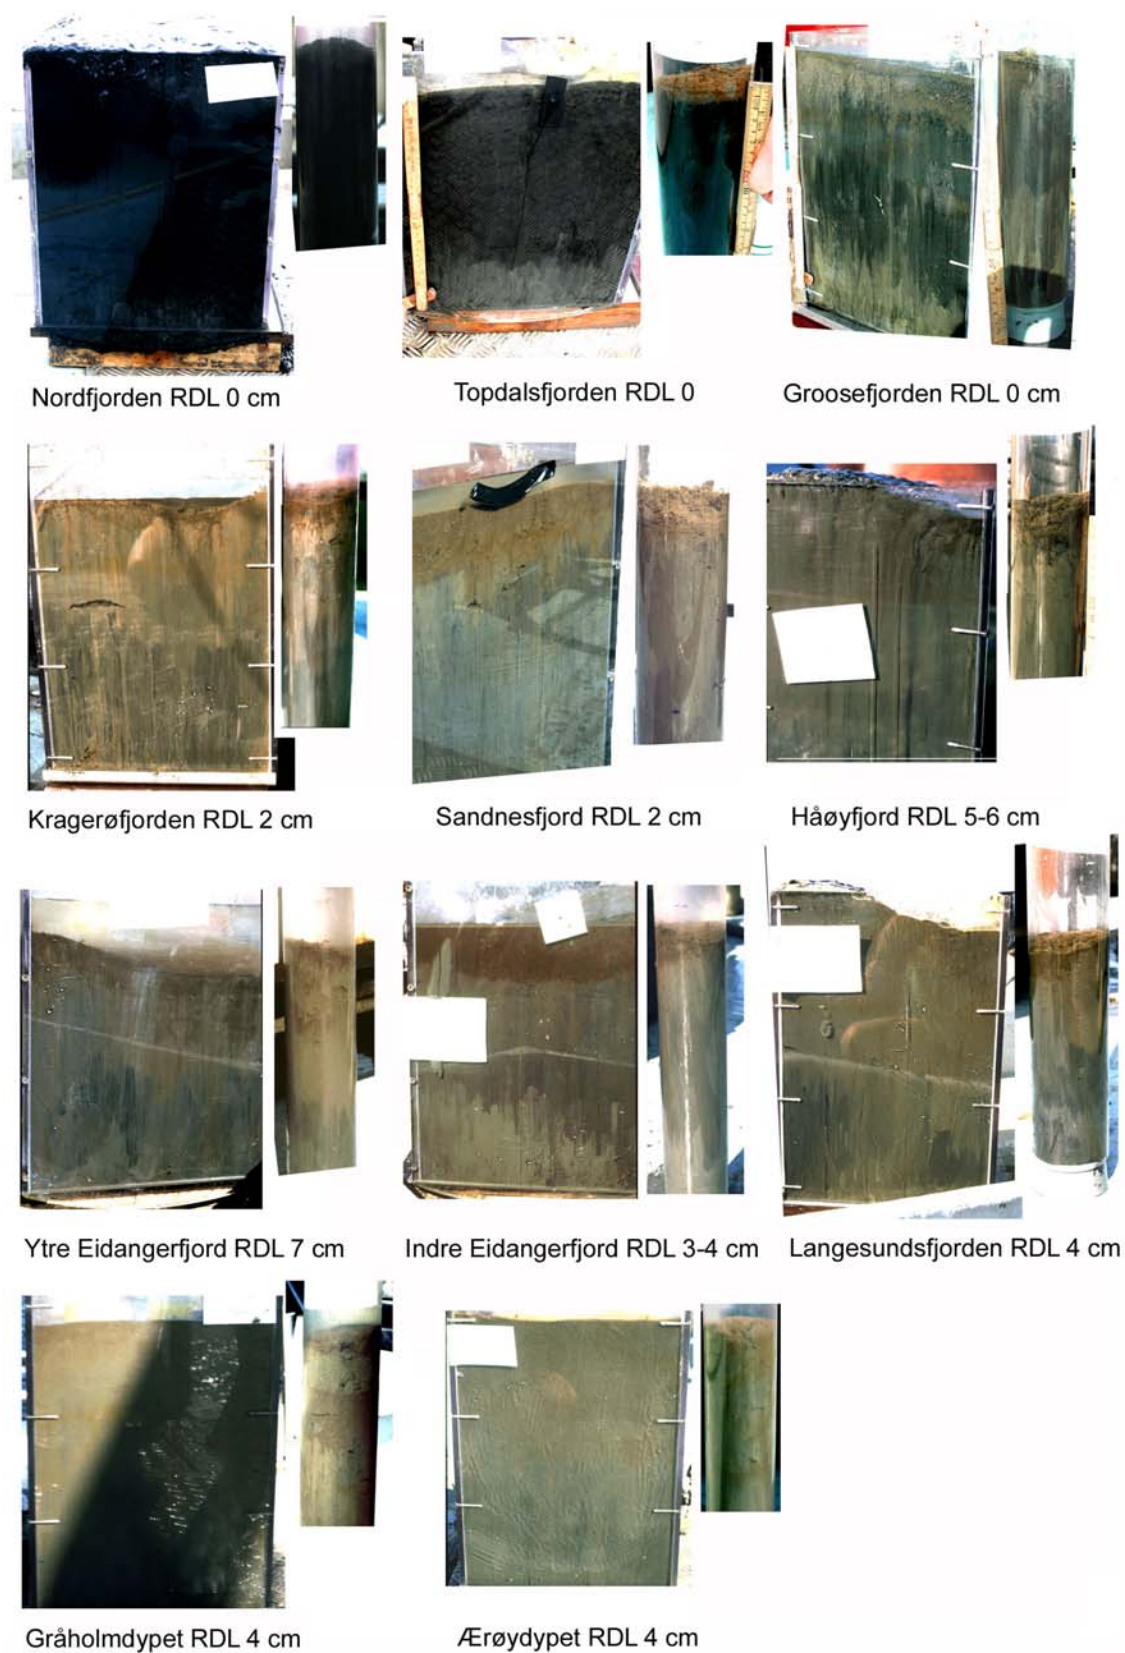 Nordfjorden RDL 0 cm
Topdalsfjorden RDL 0
Groosefjorden RDL 0 cm
Kragerøfjorden RDL 2 cm
Sandnesfjord RDL 2 cm
Håøyfjord RDL 5-6 cm
Ytre Eidangerfjord RDL 7 cm
Indre Eidangerfjord RDL 3-4 cm
Langesundsfjorden RDL 4 cm
Gråholmdypet RDL 4 cm
Ærøydypet RDL 4 cm